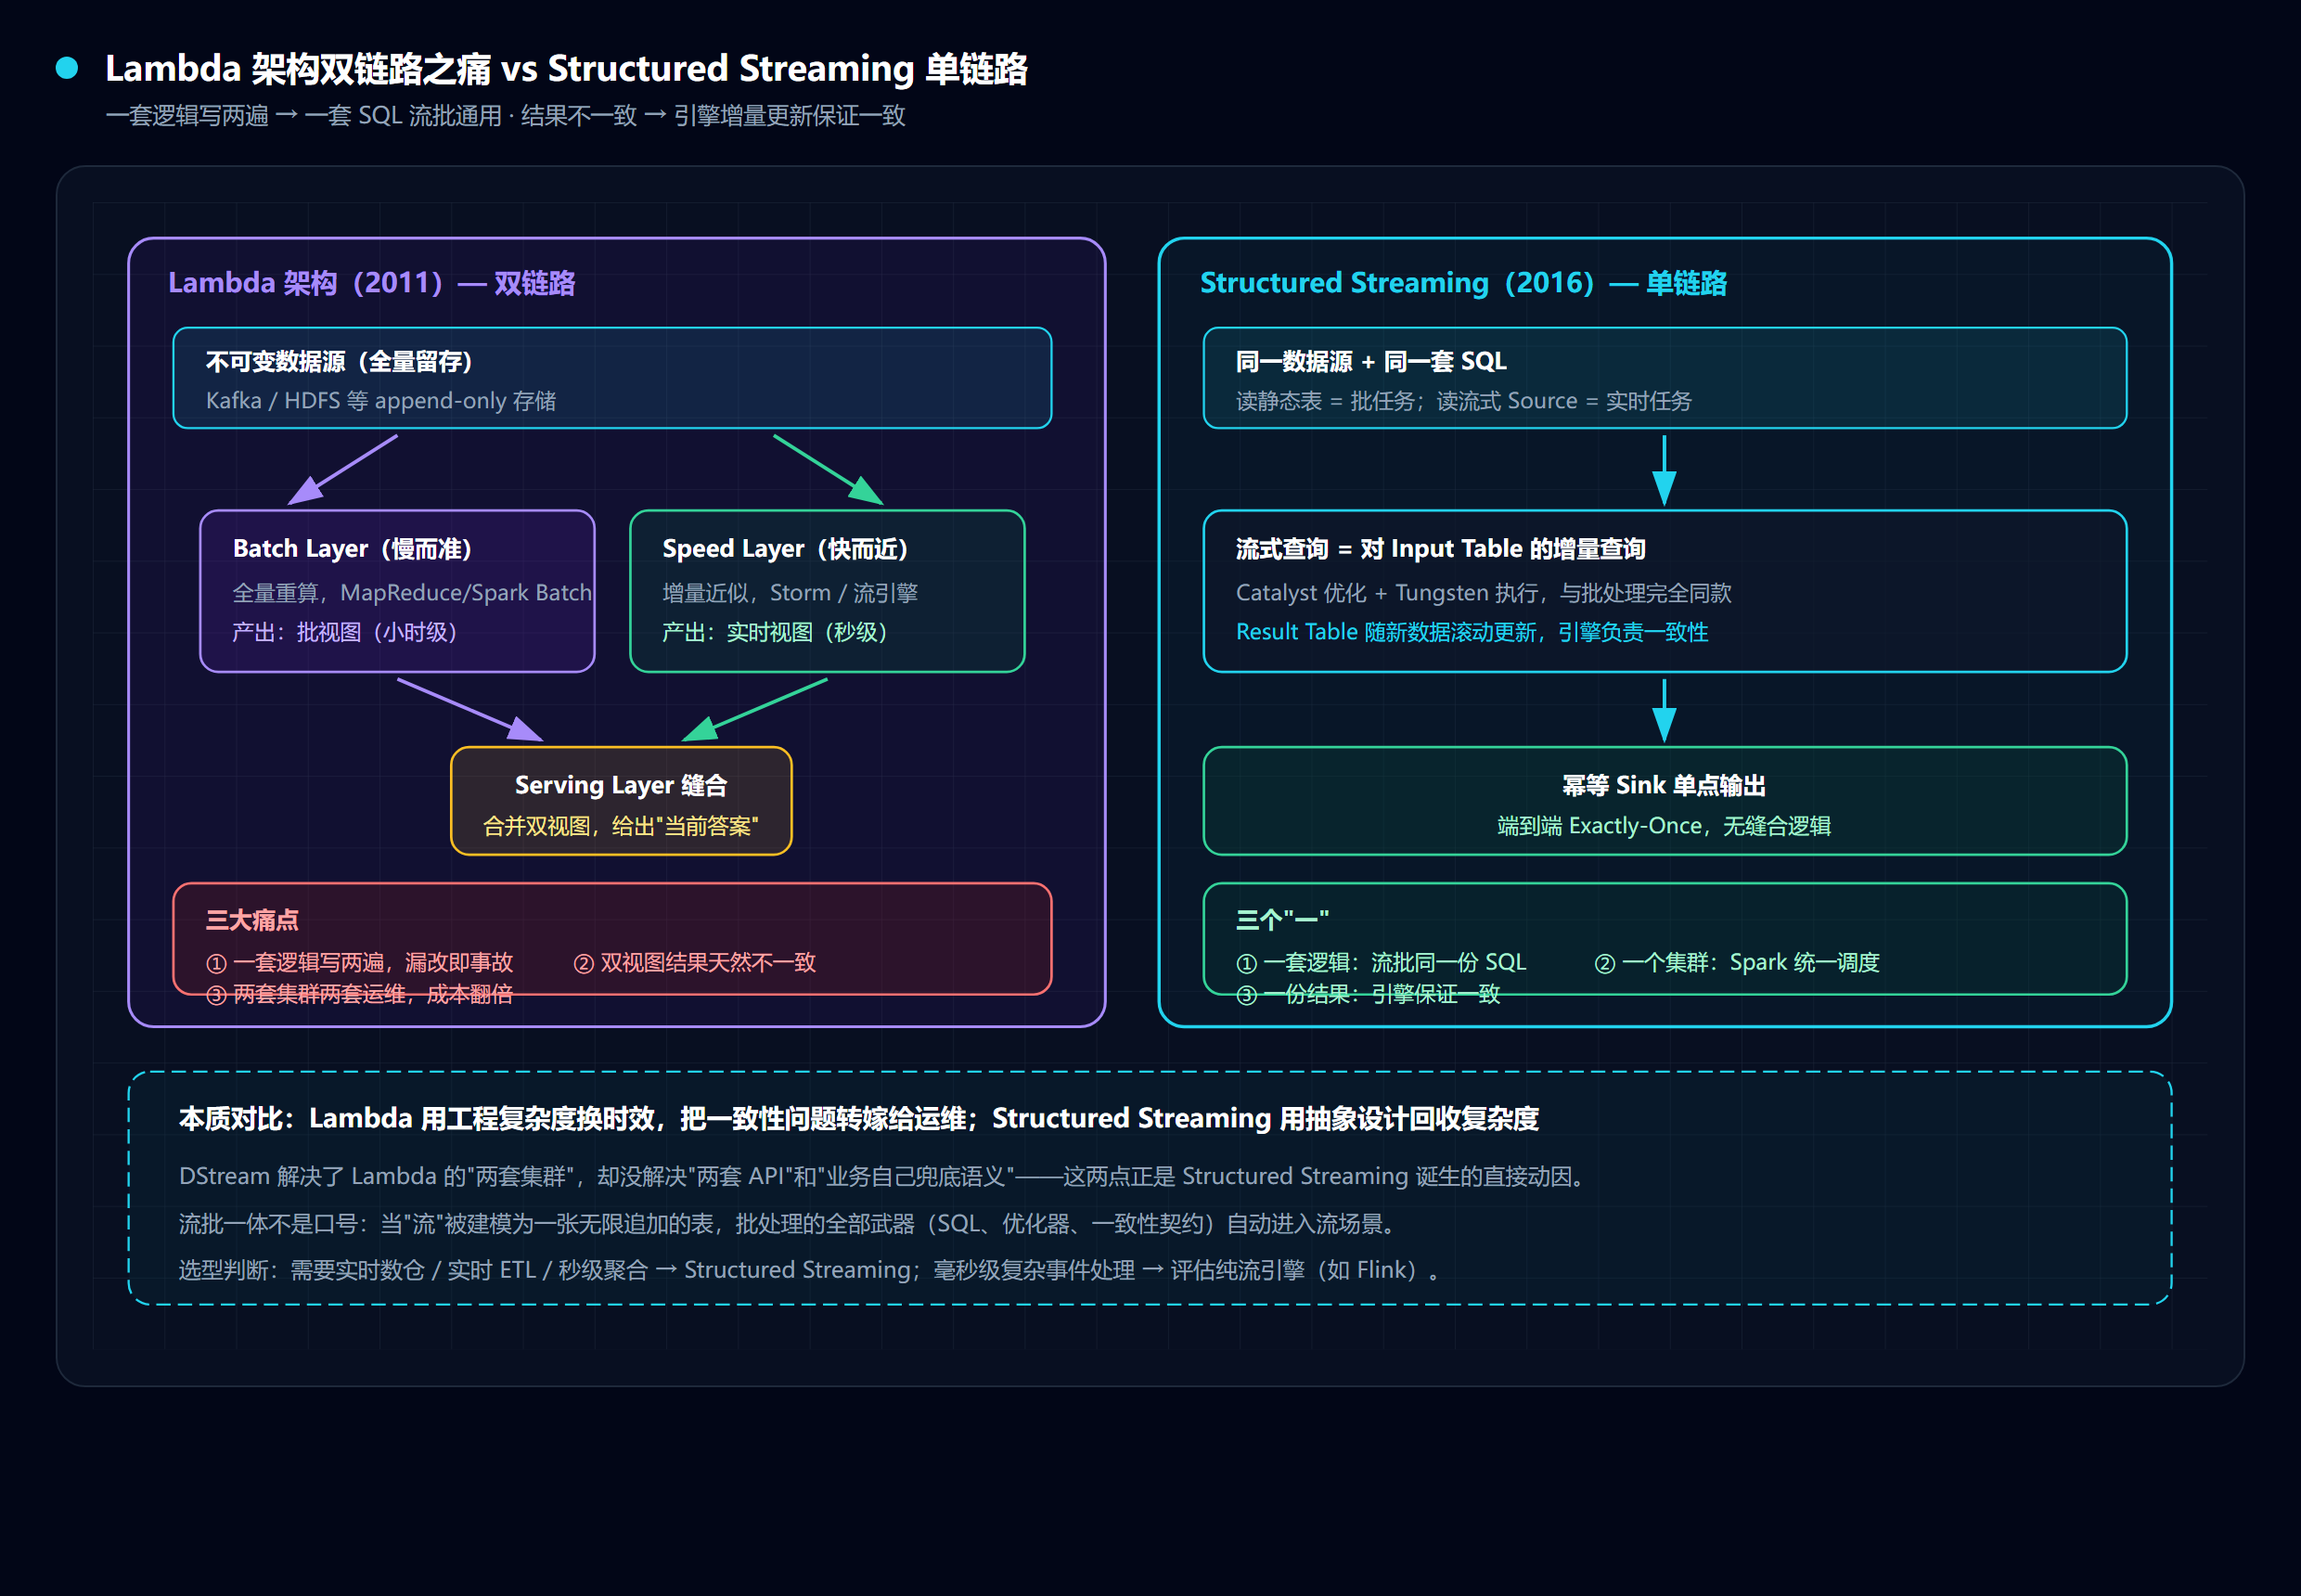 Lambda 架构双链路之痛 vs Structured Streaming 单链路
一套逻辑写两遍 → 一套 SQL 流批通用 · 结果不一致 → 引擎增量更新保证一致
Lambda 架构（2011）— 双链路
不可变数据源（全量留存）
Kafka / HDFS 等 append-only 存储
Batch Layer（慢而准）
全量重算，MapReduce/Spark Batch
产出：批视图（小时级）
Speed Layer（快而近）
增量近似，Storm / 流引擎
产出：实时视图（秒级）
Serving Layer 缝合
合并双视图，给出"当前答案"
三大痛点
① 一套逻辑写两遍，漏改即事故 ② 双视图结果天然不一致
③ 两套集群两套运维，成本翻倍
Structured Streaming（2016）— 单链路
同一数据源 + 同一套 SQL
读静态表 = 批任务；读流式 Source = 实时任务
流式查询 = 对 Input Table 的增量查询
Catalyst 优化 + Tungsten 执行，与批处理完全同款
Result Table 随新数据滚动更新，引擎负责一致性
幂等 Sink 单点输出
端到端 Exactly-Once，无缝合逻辑
三个"一"
① 一套逻辑：流批同一份 SQL ② 一个集群：Spark 统一调度
③ 一份结果：引擎保证一致
本质对比：Lambda 用工程复杂度换时效，把一致性问题转嫁给运维；Structured Streaming 用抽象设计回收复杂度
DStream 解决了 Lambda 的"两套集群"，却没解决"两套 API"和"业务自己兜底语义"——这两点正是 Structured Streaming 诞生的直接动因。
流批一体不是口号：当"流"被建模为一张无限追加的表，批处理的全部武器（SQL、优化器、一致性契约）自动进入流场景。
选型判断：需要实时数仓 / 实时 ETL / 秒级聚合 → Structured Streaming；毫秒级复杂事件处理 → 评估纯流引擎（如 Flink）。